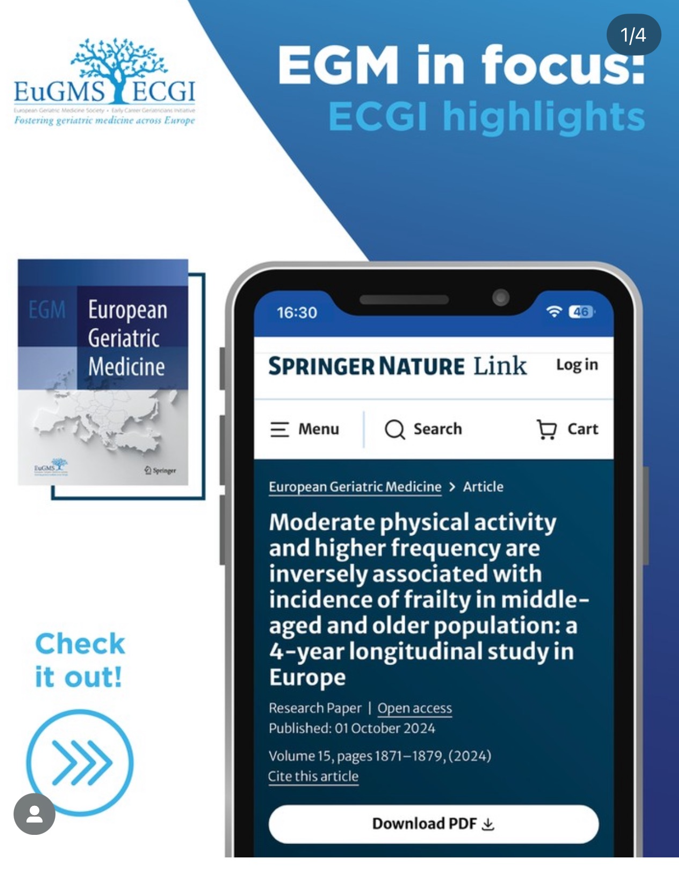 1/4
EuGMS ECGI
European Geriatric Medicine Society • Early Career Geriatricians Initiative
Fostering geriatric medicine across Europe
EGM in focus:
ECGI highlights
EGM
European
Geriatric
Medicine
EuGMS
Springer
Check
it out!
16:30
46
SPRINGER NATURE Link
Log in
Menu
Search
Cart
European Geriatric Medicine > Article
Moderate physical activity
and higher frequency are
inversely associated with
incidence of frailty in middle-
aged and older population: a
4-year longitudinal study in
Europe
Research Paper | Open access
Published: 01 October 2024
Volume 15, pages 1871–1879, (2024)
Cite this article
Download PDF